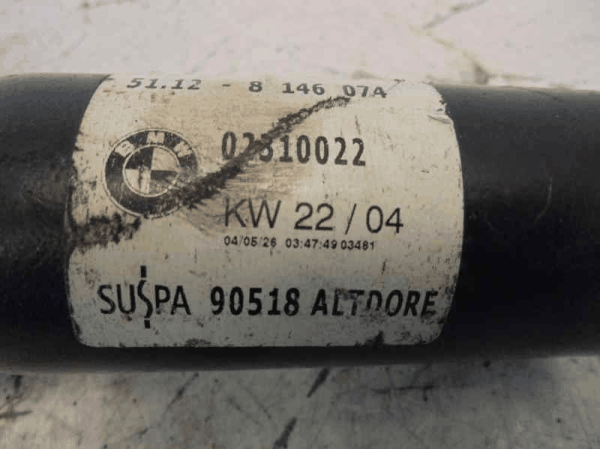 51.12 - 8 146 074
BMW
02310022
KW 22 / 04
04/05/26 03:47:49 03481
SUSPA 90518 ALTDORF